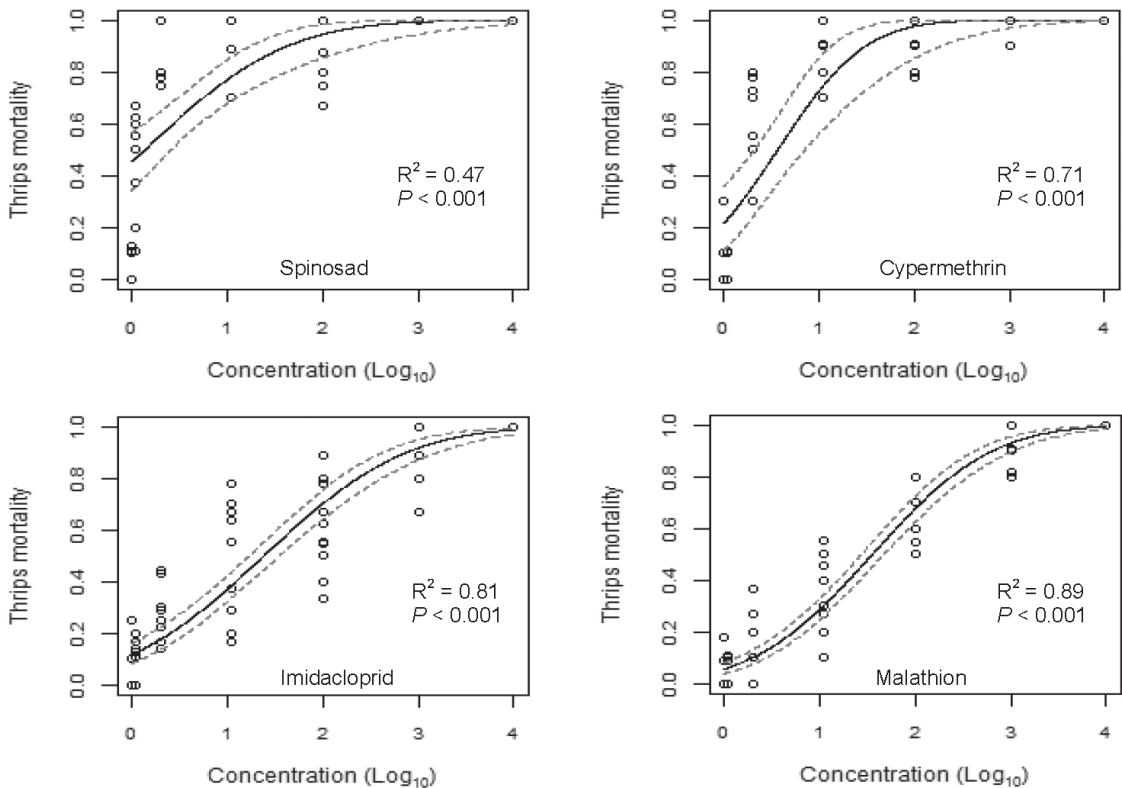 1.0
0.8
0.6
0.4
0.2
0.0
Thrips mortality
R² = 0.47
P < 0.001
Spinosad
0 1 2 3 4
Concentration (Log₁₀)
1.0
0.8
0.6
0.4
0.2
0.0
Thrips mortality
R² = 0.71
P < 0.001
Cypermethrin
0 1 2 3 4
Concentration (Log₁₀)
1.0
0.8
0.6
0.4
0.2
0.0
Thrips mortality
R² = 0.81
P < 0.001
Imidacloprid
0 1 2 3 4
Concentration (Log₁₀)
1.0
0.8
0.6
0.4
0.2
0.0
Thrips mortality
R² = 0.89
P < 0.001
Malathion
0 1 2 3 4
Concentration (Log₁₀)